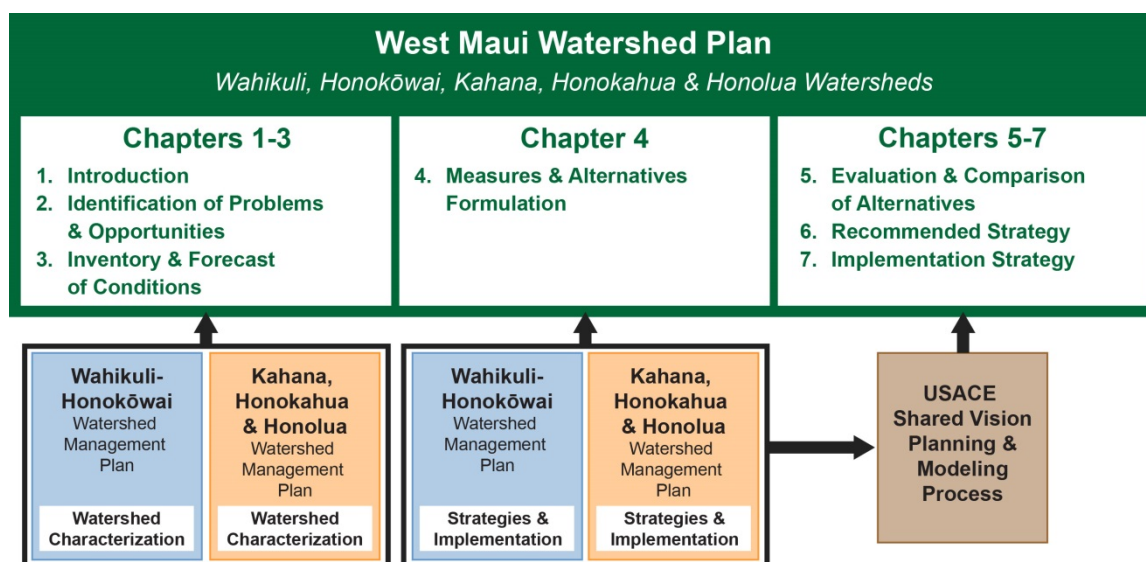 West Maui Watershed Plan
Wahikuli, Honokōwai, Kahana, Honokahua & Honolua Watersheds
Chapters 1-3
1. Introduction
2. Identification of Problems
& Opportunities
3. Inventory & Forecast
of Conditions
Chapter 4
4. Measures & Alternatives
Formulation
Chapters 5-7
5. Evaluation & Comparison
of Alternatives
6. Recommended Strategy
7. Implementation Strategy
Wahikuli-
Honokōwai
Watershed
Management
Plan
Watershed
Characterization
Kahana,
Honokahua
& Honolua
Watershed
Management
Plan
Watershed
Characterization
Wahikuli-
Honokōwai
Watershed
Management
Plan
Strategies &
Implementation
Kahana,
Honokahua
& Honolua
Watershed
Management
Plan
Strategies &
Implementation
USACE
Shared Vision
Planning &
Modeling
Process